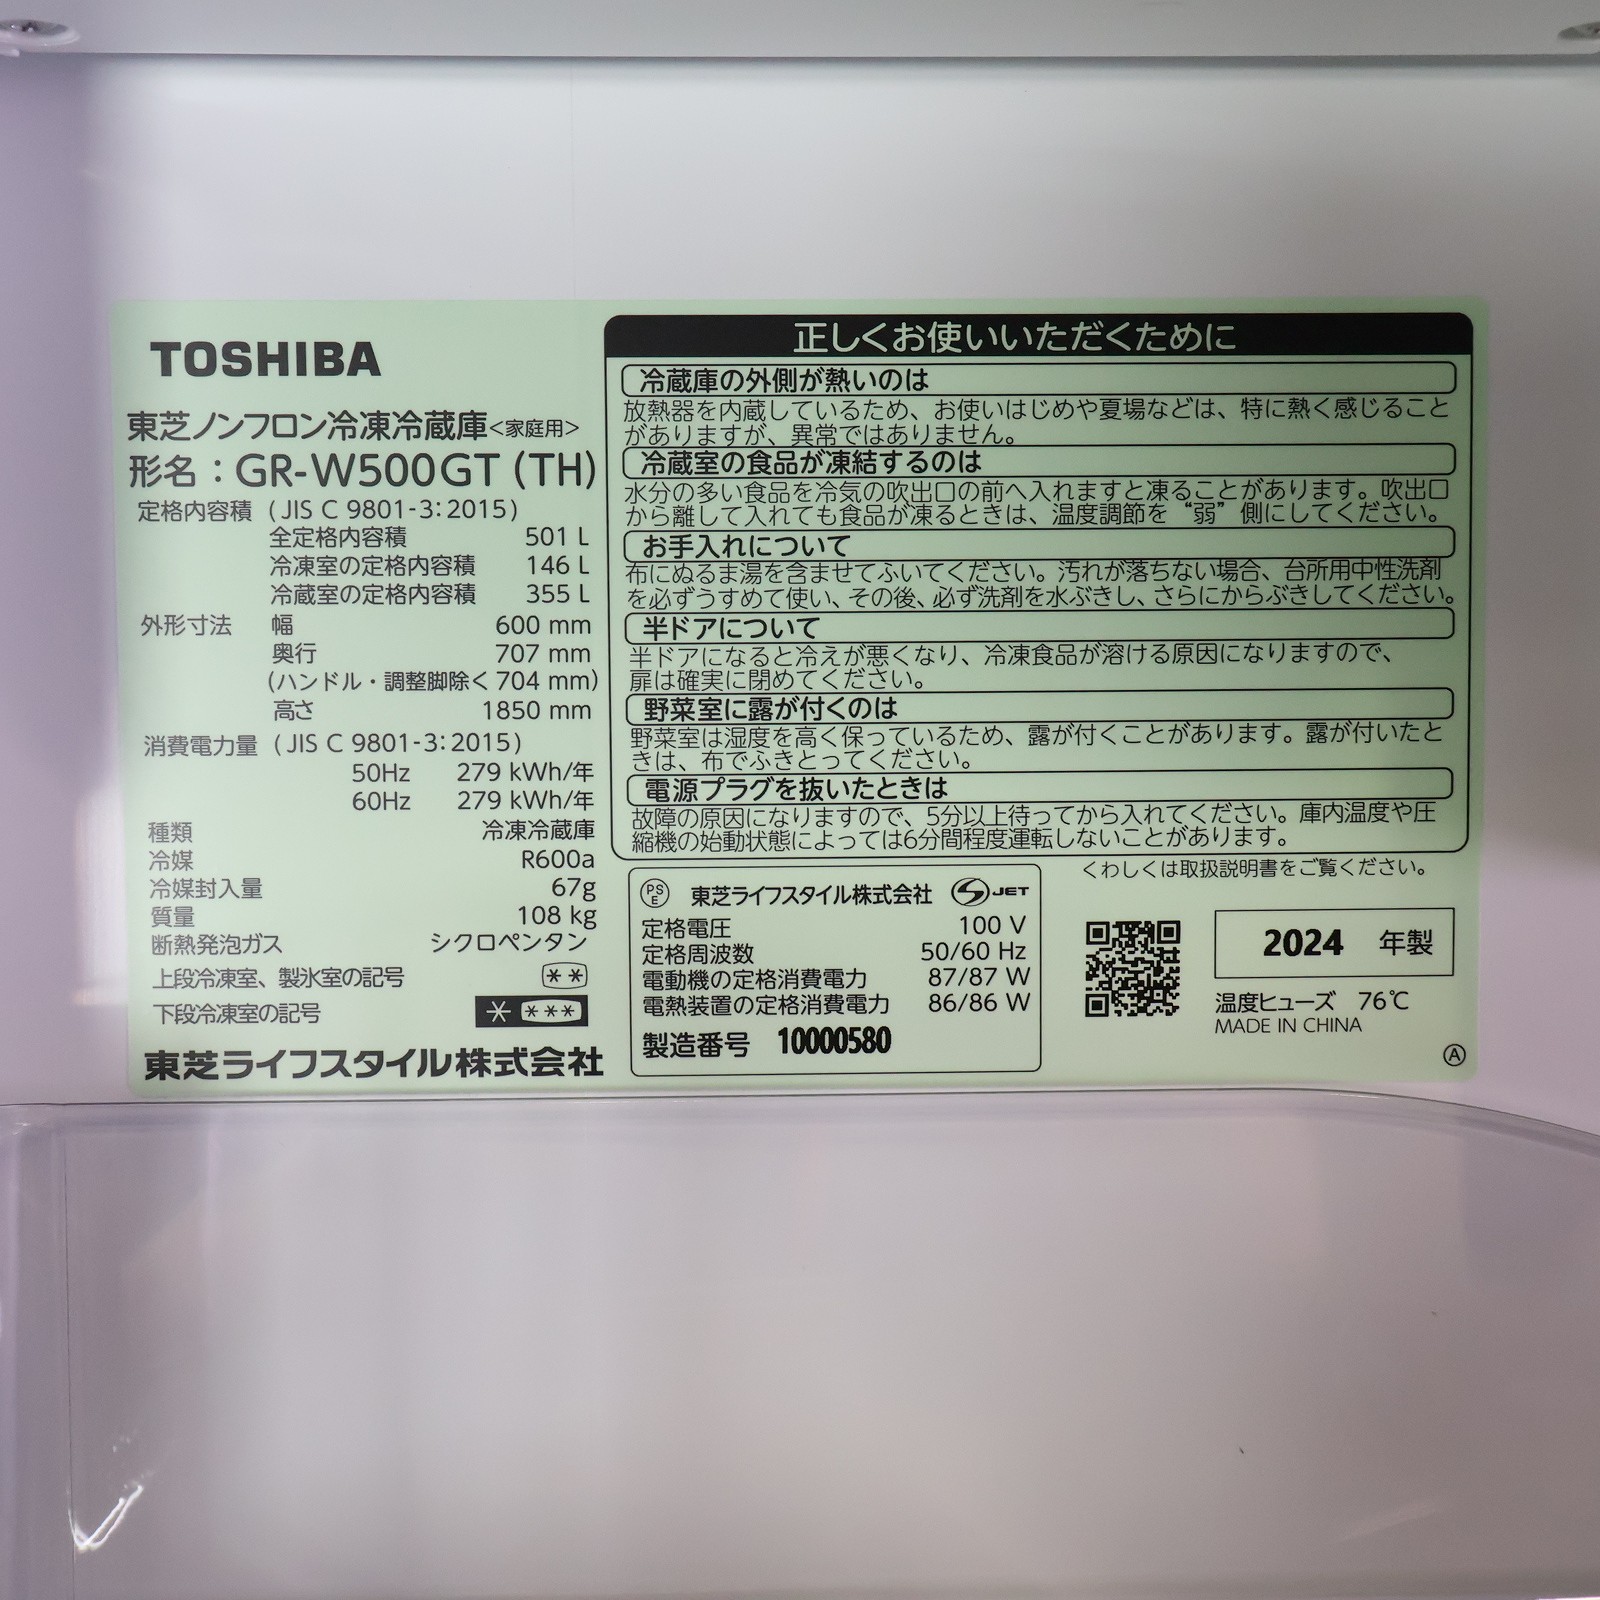 TOSHIBA
東芝ノンフロン冷凍冷蔵庫<家庭用>
形名：GR-W500GT (TH)
定格内容積 (JIS C 9801-3:2015)
全定格内容積 501 L
冷凍室の定格内容積 146 L
冷蔵室の定格内容積 355 L
外形寸法 幅 600 mm
奥行 707 mm
(ハンドル・調整脚除く 704 mm)
高さ 1850 mm
消費電力量 (JIS C 9801-3:2015)
50Hz 279 kWh/年
60Hz 279 kWh/年
種類 冷凍冷蔵庫
冷媒 R600a
冷媒封入量 67g
質量 108 kg
断熱発泡ガス シクロペンタン
上段冷凍室、製氷室の記号 **
下段冷凍室の記号 * ***
東芝ライフスタイル株式会社
正しくお使いいただくために
冷蔵庫の外側が熱いのは
放熱器を内蔵しているため、お使いはじめや夏場などは、特に熱く感じること
がありますが、異常ではありません。
冷蔵室の食品が凍結するのは
水分の多い食品を冷気の吹出口の前へ入れますと凍ることがあります。吹出口
から離して入れても食品が凍るときは、温度調節を“弱”側にしてください。
お手入れについて
布にぬるま湯を含ませてふいてください。汚れが落ちない場合、台所用中性洗剤
を必ずうすめて使い、その後、必ず洗剤を水ぶきし、さらにからぶきしてください。
半ドアについて
半ドアになると冷えが悪くなり、冷凍食品が溶ける原因になりますので、
扉は確実に閉めてください。
野菜室に露が付くのは
野菜室は湿度を高く保っているため、露が付くことがあります。露が付いたと
きは、布でふきとってください。
電源プラグを抜いたときは
故障の原因になりますので、5分以上待ってから入れてください。庫内温度や圧
縮機の始動状態によっては6分間程度運転しないことがあります。
くわしくは取扱説明書をご覧ください。
PS E 東芝ライフスタイル株式会社 S JET
定格電圧 100 V
定格周波数 50/60 Hz
電動機の定格消費電力 87/87 W
電熱装置の定格消費電力 86/86 W
製造番号 10000580
2024 年製
温度ヒューズ 76℃
MADE IN CHINA
A